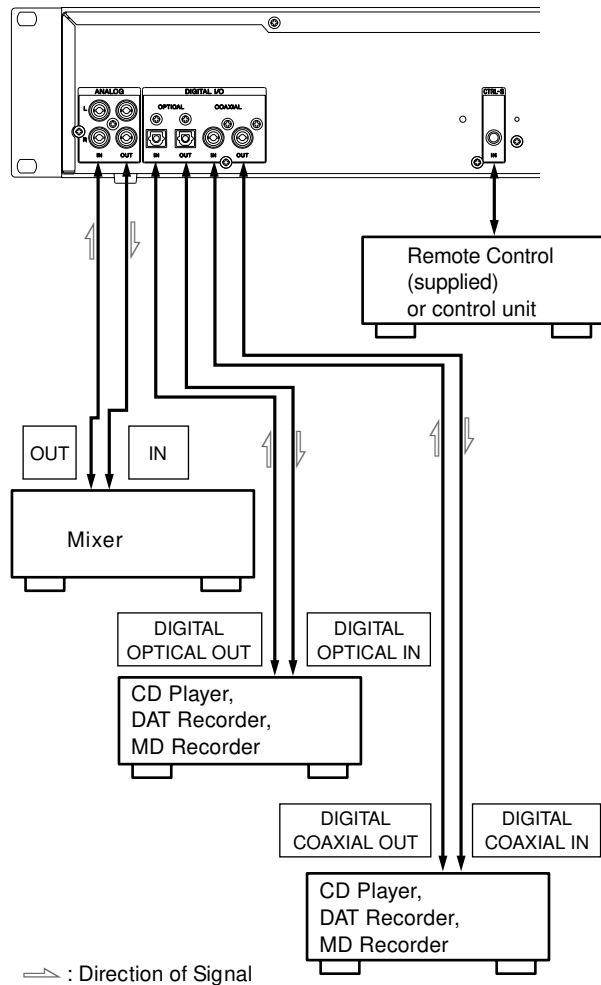 ANALOG
DIGITAL I/O
OPTICAL
COAXIAL
CTRL-S
L
R
IN
OUT
IN
OUT
IN
OUT
IN
Remote Control
(supplied)
or control unit
OUT
IN
Mixer
DIGITAL
OPTICAL OUT
DIGITAL
OPTICAL IN
CD Player,
DAT Recorder,
MD Recorder
DIGITAL
COAXIAL OUT
DIGITAL
COAXIAL IN
CD Player,
DAT Recorder,
MD Recorder
: Direction of Signal